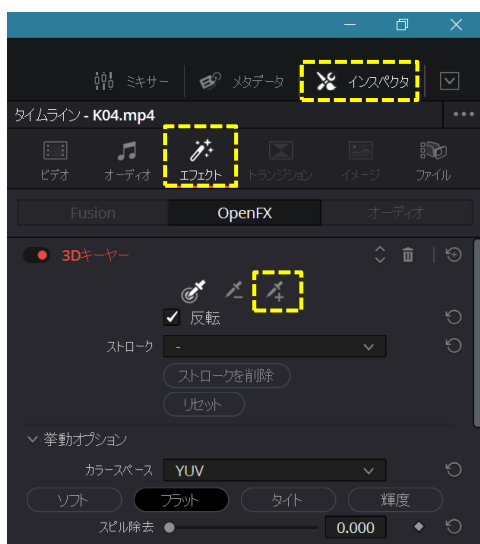 ミキサー メタデータ インスペクタ
タイムライン - K04.mp4
ビデオ オーディオ エフェクト トランジション イメージ ファイル
Fusion OpenFX オーディオ
3Dキーヤー
反転
ストローク -
ストロークを削除
リセット
挙動オプション
カラースペース YUV
ソフト フラット タイト 輝度
スピル除去 0.000